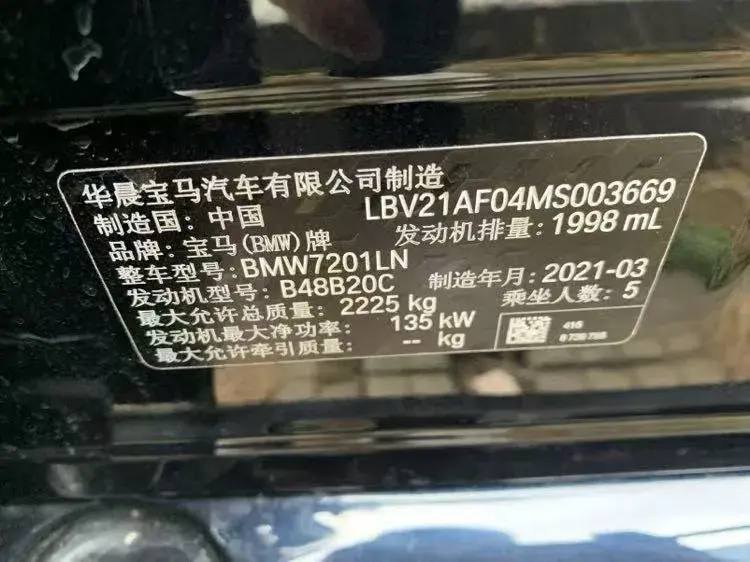 华晨宝马汽车有限公司制造
制造国: 中国 LBV21AF04MS003669
品牌: 宝马(BMW)牌 发动机排量: 1998 mL
整车型号: BMW7201LN
发动机型号: B48B20C 制造年月: 2021-03
最大允许总质量: 2225 kg 乘坐人数: 5
发动机最大净功率: 135 kW
最大允许牵引质量: -- kg
416